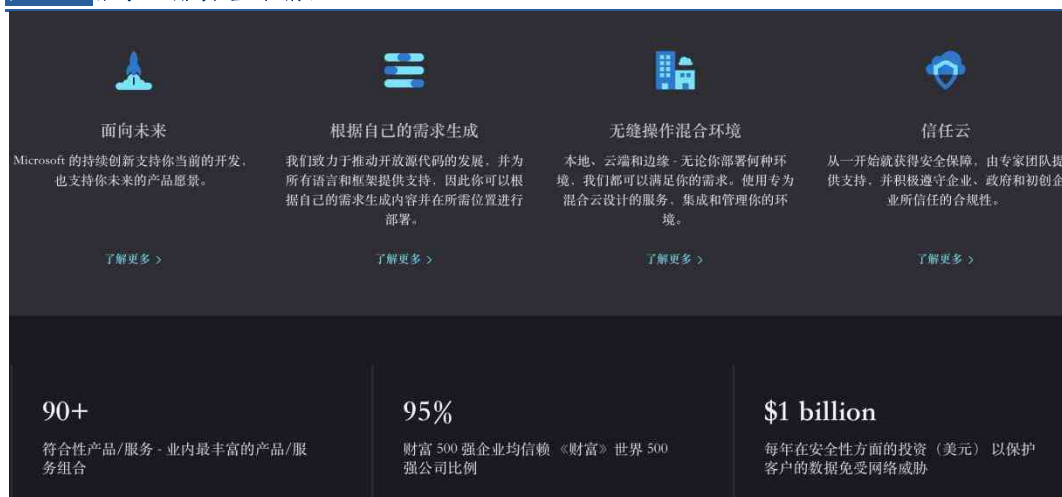 面向未来
Microsoft 的持续创新支持你当前的开发，
也支持你未来的产品愿景。
了解更多 >
根据自己的需求生成
我们致力于推动开放源代码的发展，并为
所有语言和框架提供支持，因此你可以根
据自己的需求生成内容并在所需位置进行
部署。
了解更多 >
无缝操作混合环境
本地、云端和边缘 - 无论你部署何种环
境，我们都可以满足你的需求。使用专为
混合云设计的服务，集成和管理你的环
境。
了解更多 >
信任云
从一开始就获得安全保障，由专家团队提
供支持，并积极遵守企业、政府和初创企
业所信任的合规性。
了解更多 >
90+
符合性产品/服务 - 业内最丰富的产品/服
务组合
95%
财富 500 强企业均信赖 《财富》世界 500
强公司比例
$1 billion
每年在安全性方面的投资（美元） 以保护
客户的数据免受网络威胁